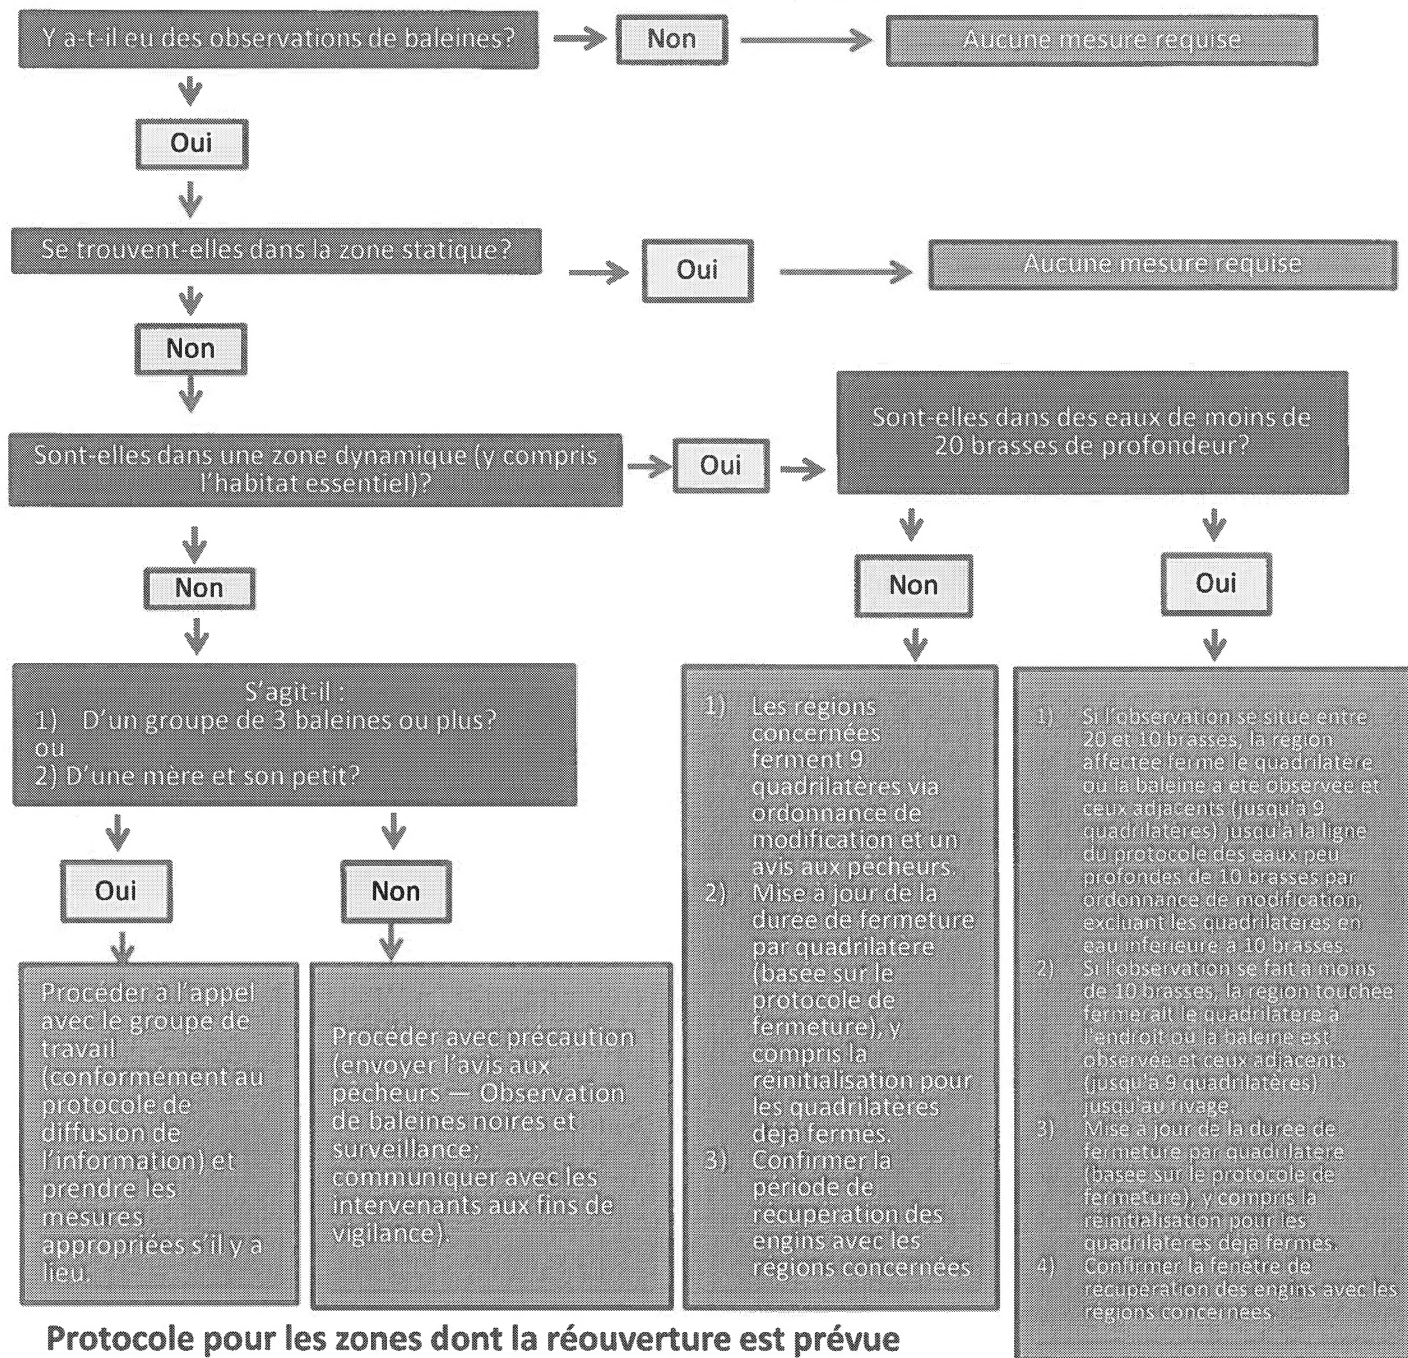 Y a-t-il eu des observations de baleines?
Non
Aucune mesure requise
Oui
Se trouvent-elles dans la zone statique?
Oui
Aucune mesure requise
Non
Sont-elles dans une zone dynamique (y compris
l'habitat essentiel)?
Oui
Sont-elles dans des eaux de moins de
20 brasses de profondeur?
Non
Non
Oui
S'agit-il :
1) D'un groupe de 3 baleines ou plus?
ou
2) D'une mère et son petit?
Oui
Non
Procéder à l'appel
avec le groupe de
travail
(conformément au
protocole de
diffusion de
l'information) et
prendre les
mesures
appropriées s'il y a
lieu.
Procéder avec précaution
(envoyer l'avis aux
pêcheurs — Observation
de baleines noires et
surveillance;
communiquer avec les
intervenants aux fins de
vigilance).
1) Les régions
concernées
ferment 9
quadrilatères via
ordonnance de
modification et un
avis aux pêcheurs.
2) Mise à jour de la
durée de fermeture
par quadrilatère
(basée sur le
protocole de
fermeture), y
compris la
réinitialisation pour
les quadrilatères
déjà fermés.
3) Confirmer la
période de
recuperation des
engins avec les
régions concernées
1) Si l'observation se situe entre
20 et 10 brasses, la région
affectée ferme le quadrilatère
ou la baleine a été observée et
ceux adjacents (jusqu'à 9
quadrilatères) jusqu'à la ligne
du protocole des eaux peu
profondes de 10 brasses par
ordonnance de modification,
excluant les quadrilatères en
eau inférieure à 10 brasses.
2) Si l'observation se fait à moins
de 10 brasses, la région touchée
fermerait le quadrilatère à
l'endroit où la baleine est
observée et ceux adjacents
(jusqu'à 9 quadrilatères)
jusqu'au rivage.
3) Mise à jour de la durée de
fermeture par quadrilatère
(basée sur le protocole de
fermeture), y compris la
réinitialisation pour les
quadrilatères déjà fermés.
4) Confirmer la fenêtre de
récupération des engins avec les
régions concernées.
Protocole pour les zones dont la réouverture est prévue